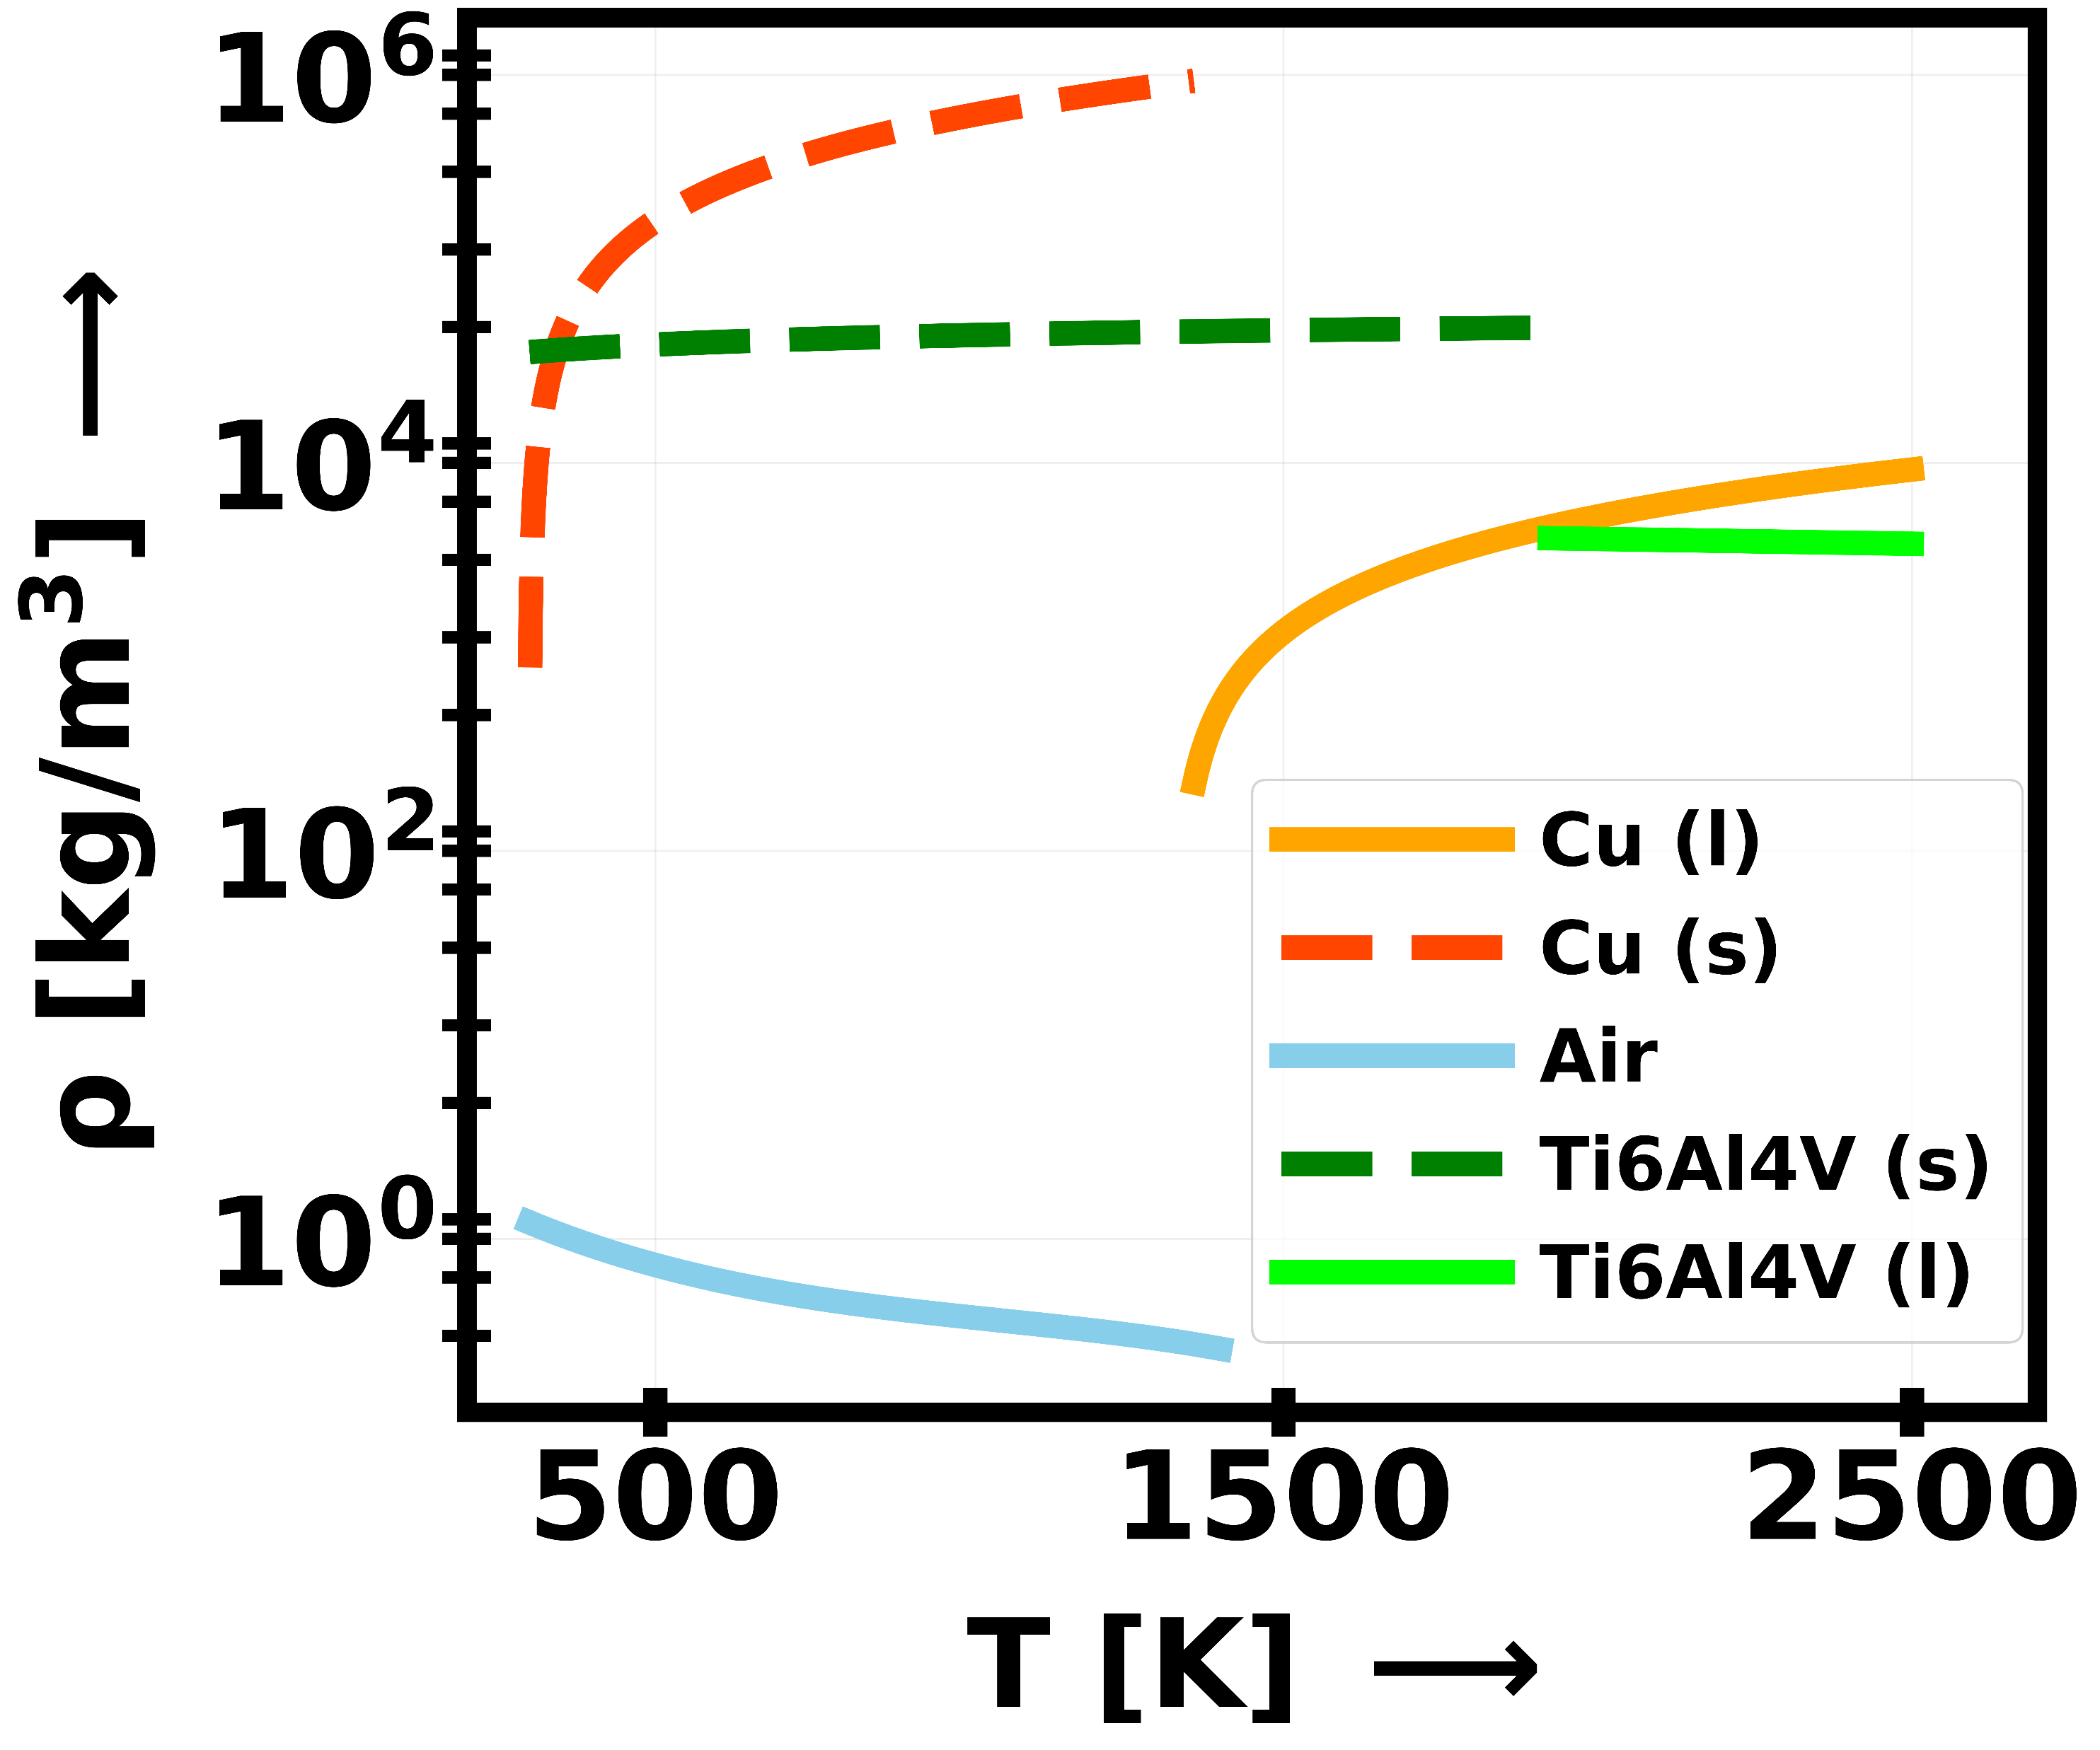 10⁶
10⁴
10²
10⁰
ρ [kg/m³] ⟶
500 1500 2500
T [K] ⟶
Cu (l)
Cu (s)
Air
Ti6Al4V (s)
Ti6Al4V (l)